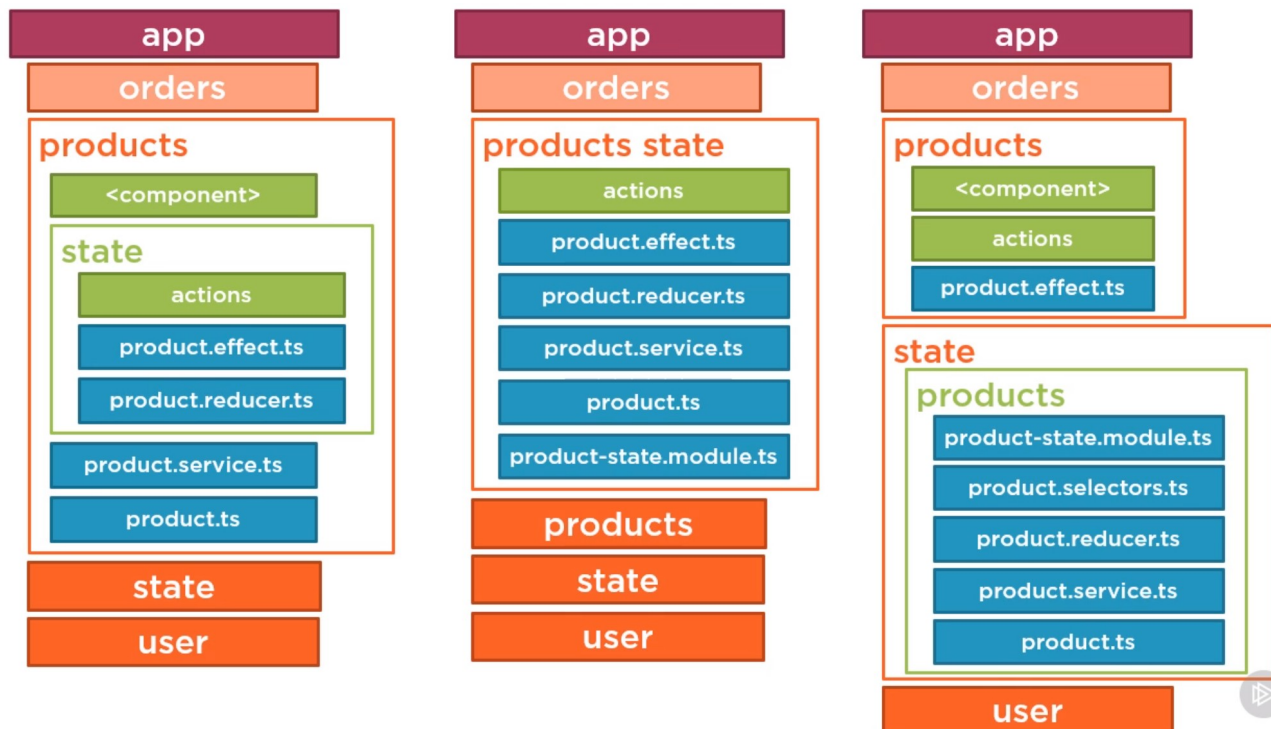 app
orders
products
<component>
state
actions
product.effect.ts
product.reducer.ts
product.service.ts
product.ts
state
user
app
orders
products state
actions
product.effect.ts
product.reducer.ts
product.service.ts
product.ts
product-state.module.ts
products
state
user
app
orders
products
<component>
actions
product.effect.ts
state
products
product-state.module.ts
product.selectors.ts
product.reducer.ts
product.service.ts
product.ts
user